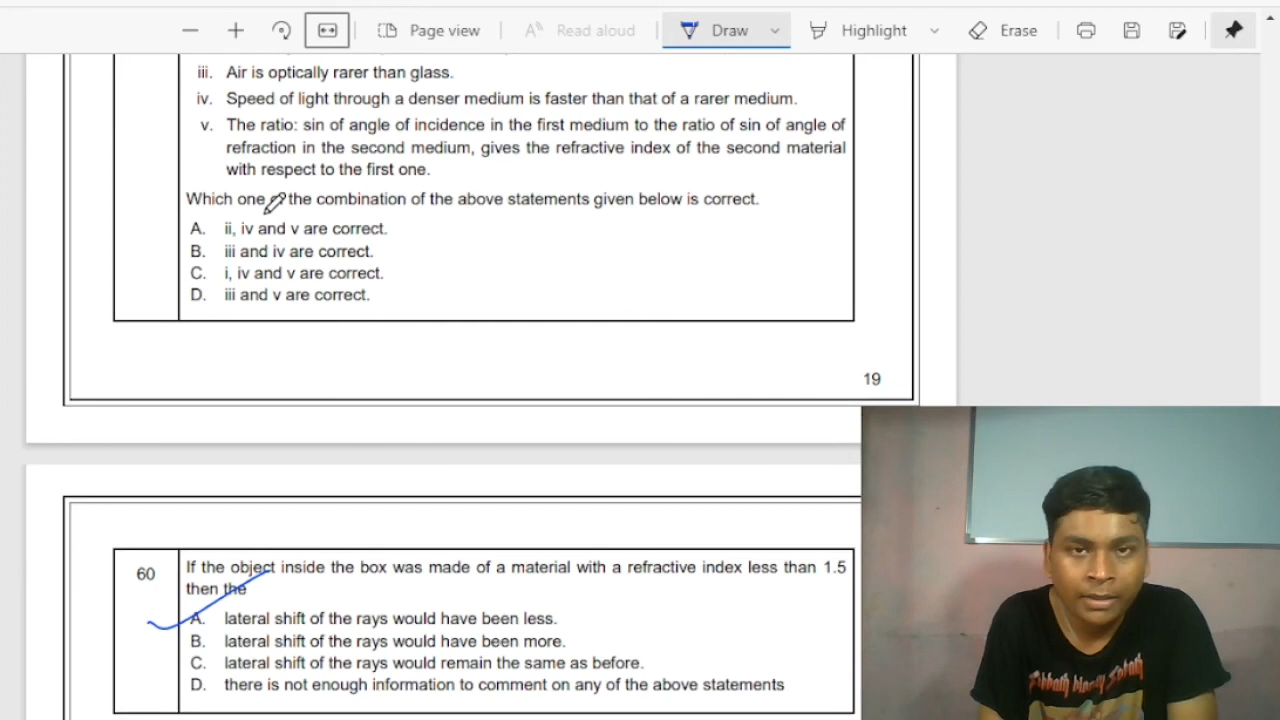 Page view
Read aloud
Draw
Highlight
Erase
iii. Air is optically rarer than glass.
iv. Speed of light through a denser medium is faster than that of a rarer medium.
v. The ratio: sin of angle of incidence in the first medium to the ratio of sin of angle of
refraction in the second medium, gives the refractive index of the second material
with respect to the first one.
Which one the combination of the above statements given below is correct.
A. ii, iv and v are correct.
B. iii and iv are correct.
C. i, iv and v are correct.
D. iii and v are correct.
19
60
If the object inside the box was made of a material with a refractive index less than 1.5
then the
A. lateral shift of the rays would have been less.
B. lateral shift of the rays would have been more.
C. lateral shift of the rays would remain the same as before.
D. there is not enough information to comment on any of the above statements